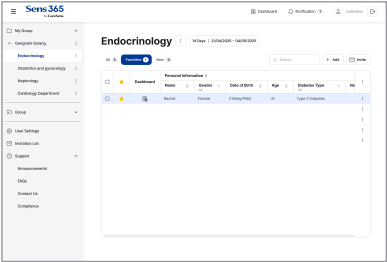 Sens365
by CareSens
Dashboard
Notification
Caresens
My Group
Gangnam Serang
Endocrinology
Obstetrics and gynecology
Nephrology
Cardiology Department
Group
User Settings
Invitation List
Support
Announcements
FAQs
Contact Us
Compliance
Endocrinology
14 Days | 21/04/2025 ~ 04/05/2025
All
Favorites
New
Search
+ Add
Invite
Dashboard
Personal Information <
Name
Gender
All
Date of Birth
Age
Diabetes Type
All
Rachel
Female
Type 2 Diabetes